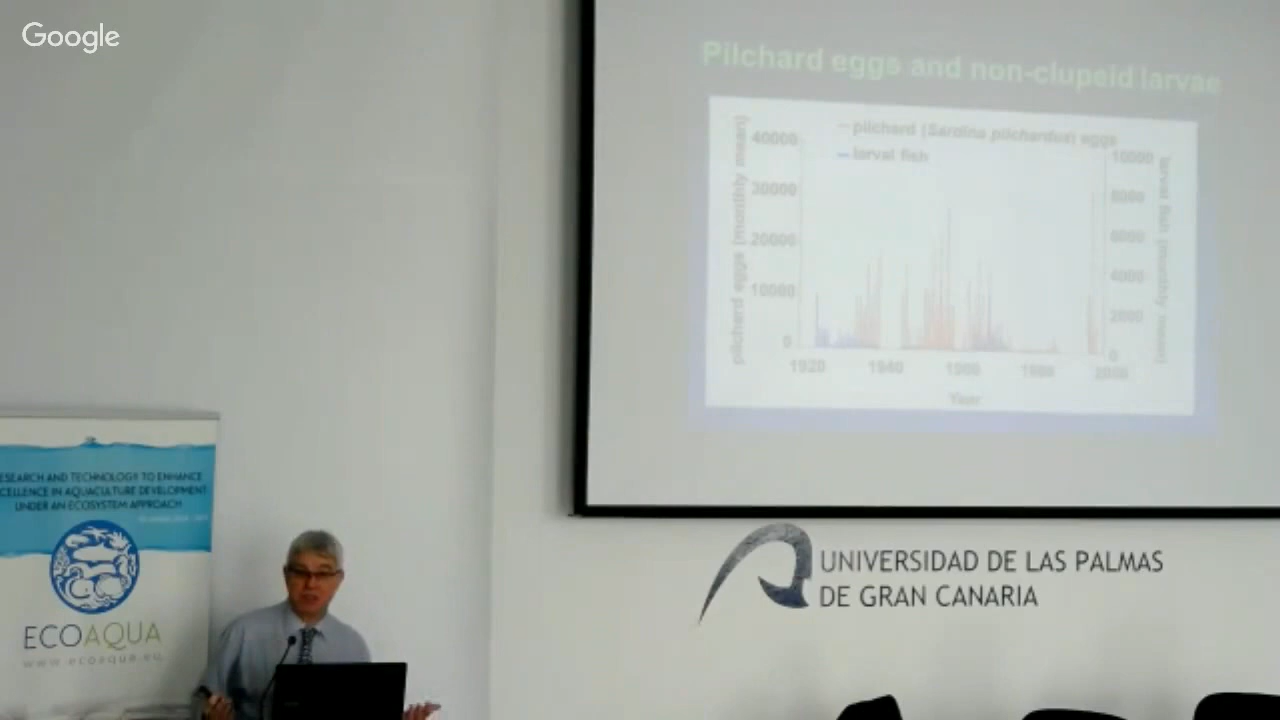 Google
Pilchard eggs and non-clupeid larvae
pilchard (Sardina pilchardus) eggs
larval fish
pilchard eggs (monthly mean)
40000
30000
20000
10000
0
10000
8000
6000
4000
2000
0
larval fish (monthly mean)
1920 1940 1960 1980 2000
Year
ESEARCH AND TECHNOLOGY TO ENHANCE
CELLENCE IN AQUACULTURE DEVELOPMENT
UNDER AN ECOSYSTEM APPROACH
ECOAQUA
www.ecoaqua.eu
UNIVERSIDAD DE LAS PALMAS
DE GRAN CANARIA